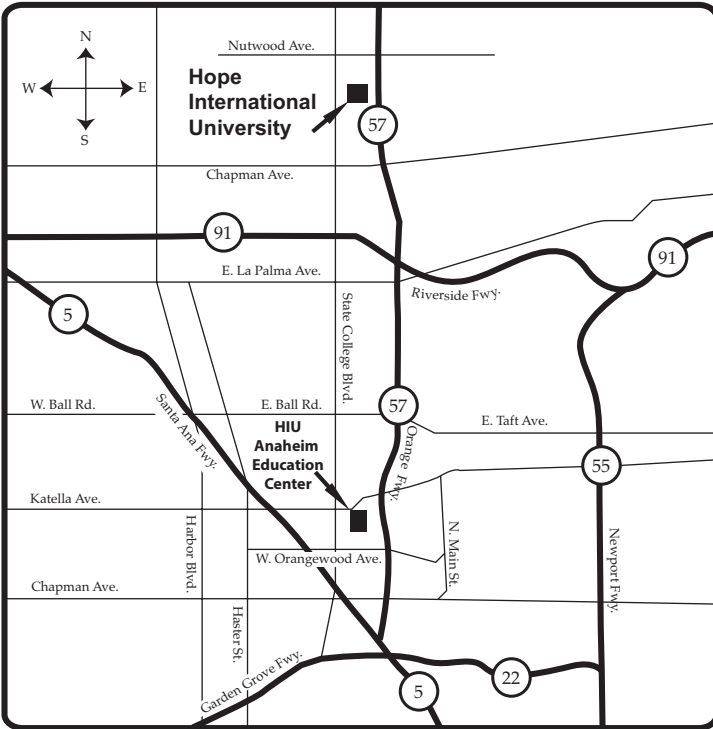 N
Nutwood Ave.
W
E
S
Hope
International
University
57
Chapman Ave.
91
91
E. La Palma Ave.
Riverside Fwy.
5
State College Blvd.
W. Ball Rd.
Santa Ana Fwy.
E. Ball Rd.
57
E. Taft Ave.
HIU
Anaheim
Education
Center
Orange Fwy.
55
Katella Ave.
Harbor Blvd.
N. Main St.
Newport Fwy.
W. Orangewood Ave.
Chapman Ave.
Haster St.
Garden Grove Fwy.
22
5